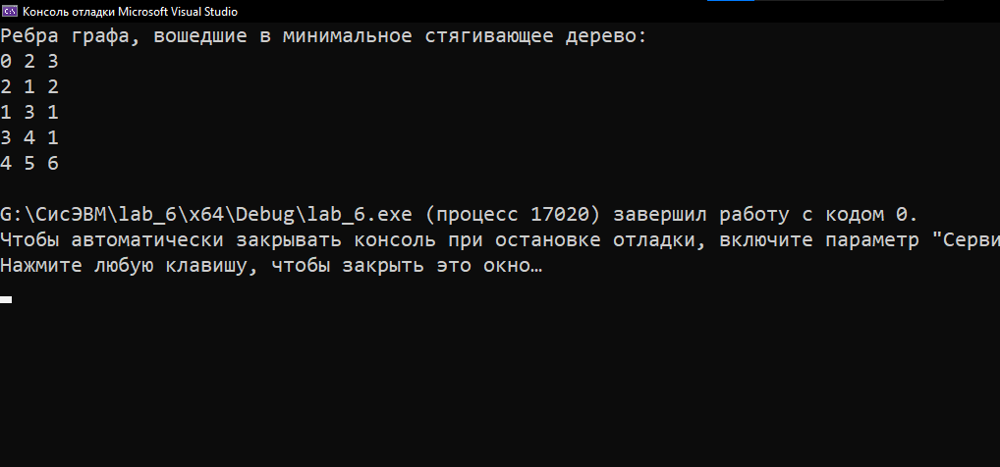 Консоль отладки Microsoft Visual Studio
Ребра графа, вошедшие в минимальное стягивающее дерево:
0 2 3
2 1 2
1 3 1
3 4 1
4 5 6
G:\СисЭВМ\lab_6\x64\Debug\lab_6.exe (процесс 17020) завершил работу с кодом 0.
Чтобы автоматически закрывать консоль при остановке отладки, включите параметр "Серви
Нажмите любую клавишу, чтобы закрыть это окно…